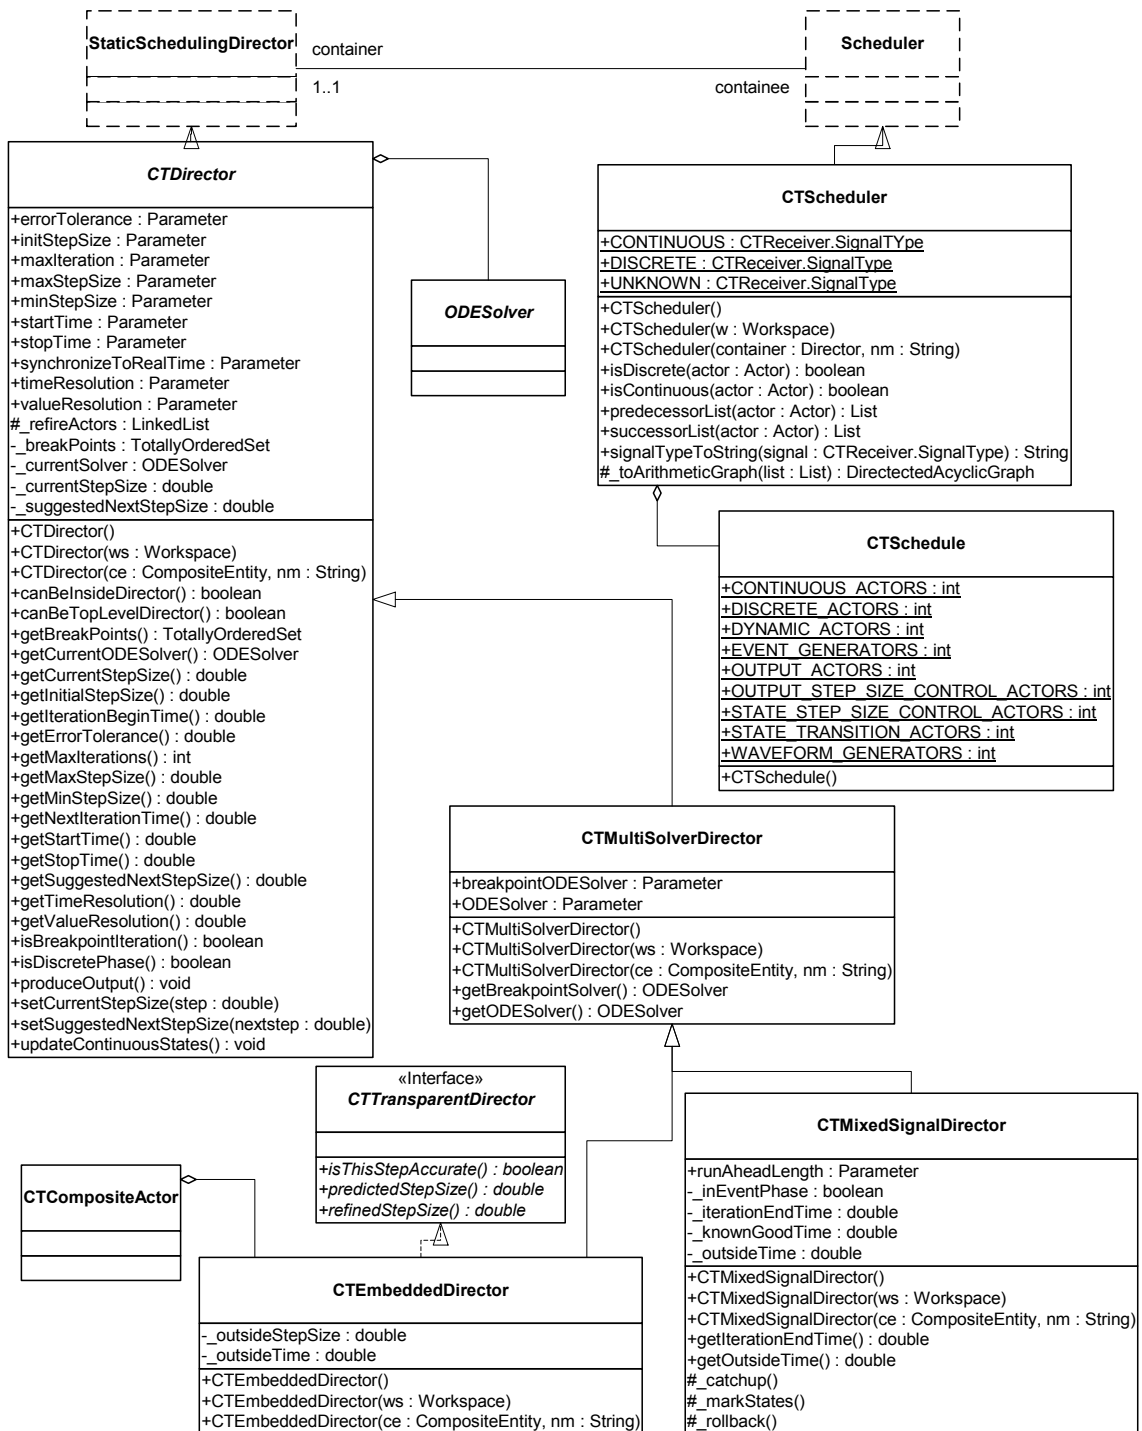 StaticSchedulingDirector
container
1..1
containee
Scheduler
CTDirector
+errorTolerance : Parameter
+initStepSize : Parameter
+maxIteration : Parameter
+maxStepSize : Parameter
+minStepSize : Parameter
+startTime : Parameter
+stopTime : Parameter
+synchronizeToRealTime : Parameter
+timeResolution : Parameter
+valueResolution : Parameter
#_refireActors : LinkedList
-_breakPoints : TotallyOrderedSet
-_currentSolver : ODESolver
-_currentStepSize : double
-_suggestedNextStepSize : double
+CTDirector()
+CTDirector(ws : Workspace)
+CTDirector(ce : CompositeEntity, nm : String)
+canBeInsideDirector() : boolean
+canBeTopLevelDirector() : boolean
+getBreakPoints() : TotallyOrderedSet
+getCurrentODESolver() : ODESolver
+getCurrentStepSize() : double
+getInitialStepSize() : double
+getIterationBeginTime() : double
+getErrorTolerance() : double
+getMaxIterations() : int
+getMaxStepSize() : double
+getMinStepSize() : double
+getNextIterationTime() : double
+getStartTime() : double
+getStopTime() : double
+getSuggestedNextStepSize() : double
+getTimeResolution() : double
+getValueResolution() : double
+isBreakpointIteration() : boolean
+isDiscretePhase() : boolean
+produceOutput() : void
+setCurrentStepSize(step : double)
+setSuggestedNextStepSize(nextstep : double)
+updateContinuousStates() : void
ODESolver
CTScheduler
+CONTINUOUS : CTReceiver.SignalTYpe
+DISCRETE : CTReceiver.SignalType
+UNKNOWN : CTReceiver.SignalType
+CTScheduler()
+CTScheduler(w : Workspace)
+CTScheduler(container : Director, nm : String)
+isDiscrete(actor : Actor) : boolean
+isContinuous(actor : Actor) : boolean
+predecessorList(actor : Actor) : List
+successorList(actor : Actor) : List
+signalTypeToString(signal : CTReceiver.SignalType) : String
#_toArithmeticGraph(list : List) : DirectectedAcyclicGraph
CTSchedule
+CONTINUOUS_ACTORS : int
+DISCRETE_ACTORS : int
+DYNAMIC_ACTORS : int
+EVENT_GENERATORS : int
+OUTPUT_ACTORS : int
+OUTPUT_STEP_SIZE_CONTROL_ACTORS : int
+STATE_STEP_SIZE_CONTROL_ACTORS : int
+STATE_TRANSITION_ACTORS : int
+WAVEFORM_GENERATORS : int
+CTSchedule()
CTMultiSolverDirector
+breakpointODESolver : Parameter
+ODESolver : Parameter
+CTMultiSolverDirector()
+CTMultiSolverDirector(ws : Workspace)
+CTMultiSolverDirector(ce : CompositeEntity, nm : String)
+getBreakpointSolver() : ODESolver
+getODESolver() : ODESolver
«Interface»
CTTransparentDirector
+isThisStepAccurate() : boolean
+predictedStepSize() : double
+refinedStepSize() : double
CTCompositeActor
CTEmbeddedDirector
-_outsideStepSize : double
-_outsideTime : double
+CTEmbeddedDirector()
+CTEmbeddedDirector(ws : Workspace)
+CTEmbeddedDirector(ce : CompositeEntity, nm : String)
CTMixedSignalDirector
+runAheadLength : Parameter
-_inEventPhase : boolean
-_iterationEndTime : double
-_knownGoodTime : double
-_outsideTime : double
+CTMixedSignalDirector()
+CTMixedSignalDirector(ws : Workspace)
+CTMixedSignalDirector(ce : CompositeEntity, nm : String)
+getIterationEndTime() : double
+getOutsideTime() : double
#_catchup()
#_markStates()
#_rollback()